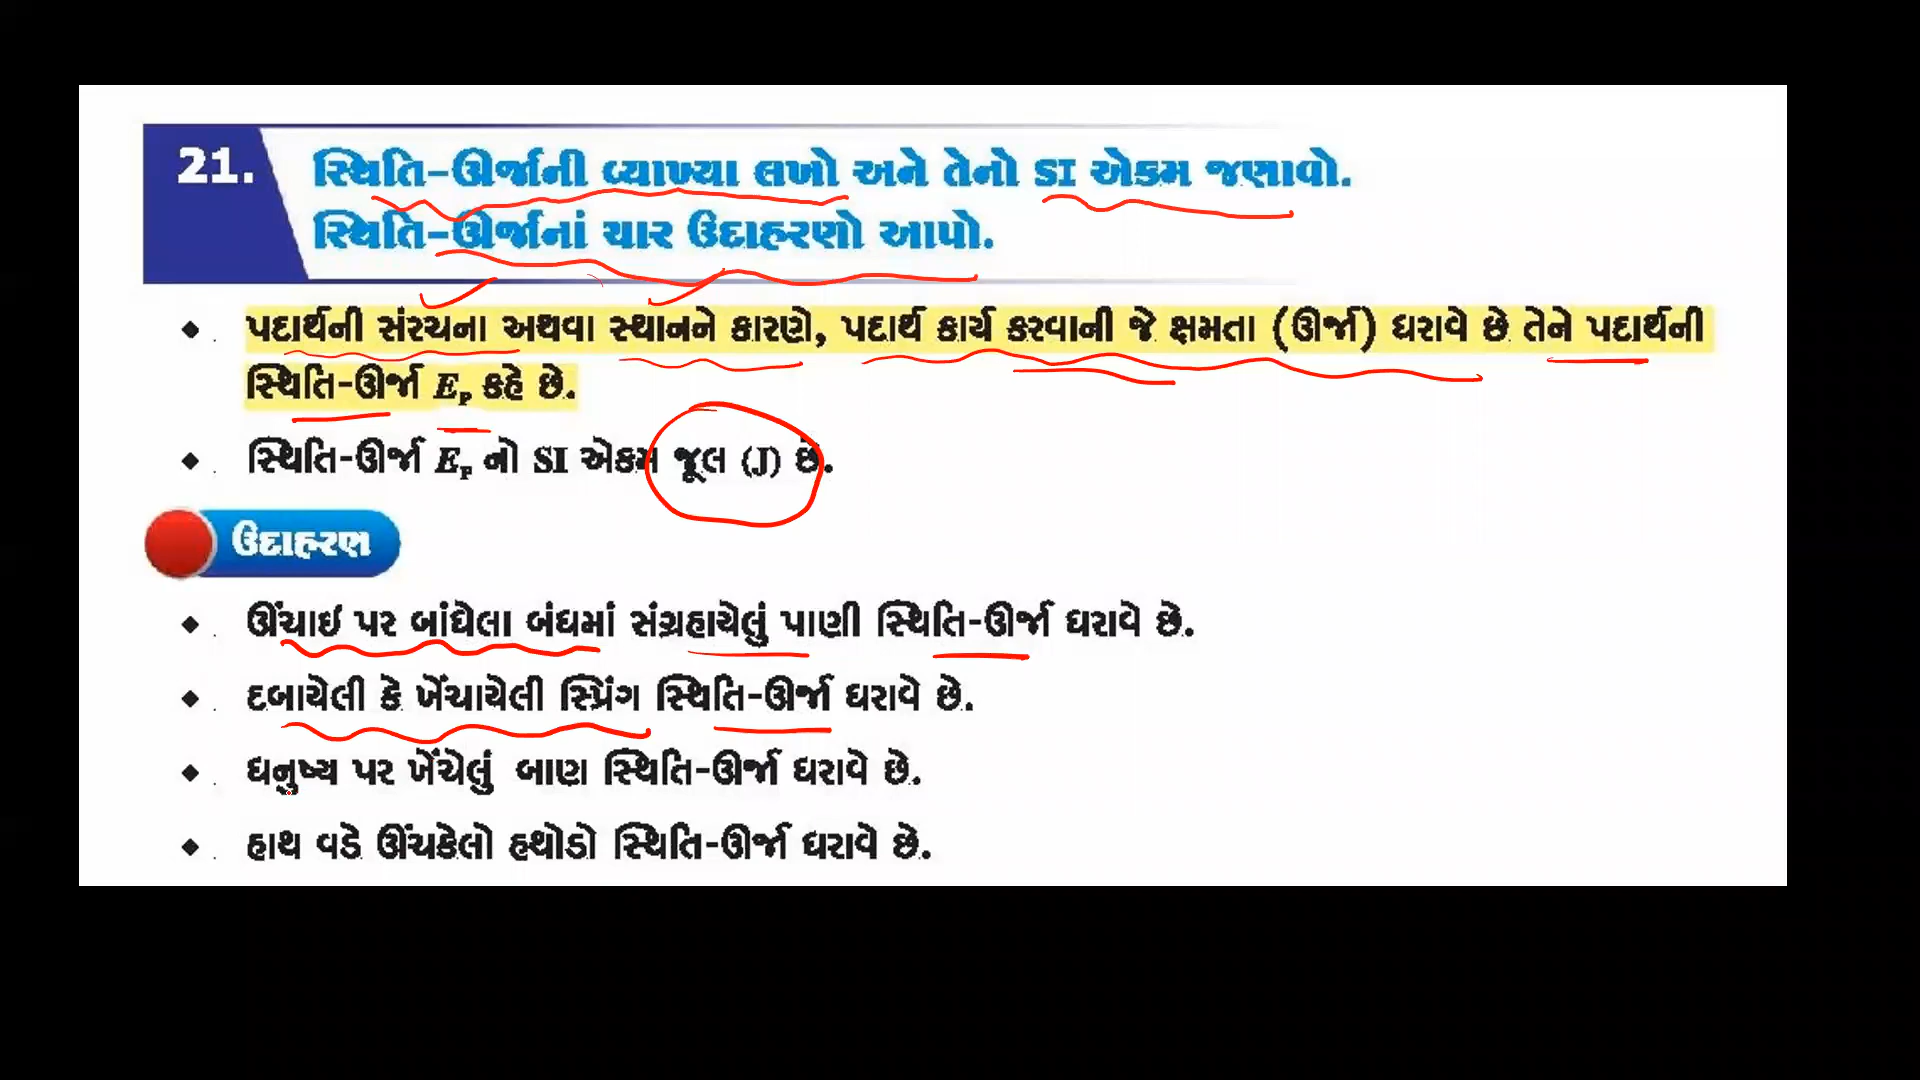 21.
સ્થિતિ-ઊર્જાની વ્યાખ્યા લખો અને તેનો SI એકમ જણાવો.
સ્થિતિ-ઊર્જાનાં ચાર ઉદાહરણો આપો.
પદાર્થની સંરચના અથવા સ્થાનને કારણે, પદાર્થ કાર્ય કરવાની જે ક્ષમતા (ઊર્જા) ધરાવે છે તેને પદાર્થની
સ્થિતિ-ઊર્જા EP કહે છે.
સ્થિતિ-ઊર્જા EP નો SI એકમ જૂલ (J) છે.
ઉદાહરણ
ઊંચાઇ પર બાંધેલા બંધમાં સંગ્રહાયેલું પાણી સ્થિતિ-ઊર્જા ધરાવે છે.
દબાયેલી કે ખેંચાયેલી સ્પ્રિંગ સ્થિતિ-ઊર્જા ધરાવે છે.
ધનુષ્ય પર ખેંચેલું બાણ સ્થિતિ-ઊર્જા ધરાવે છે.
હાથ વડે ઊંચકેલો હથોડો સ્થિતિ-ઊર્જા ધરાવે છે.